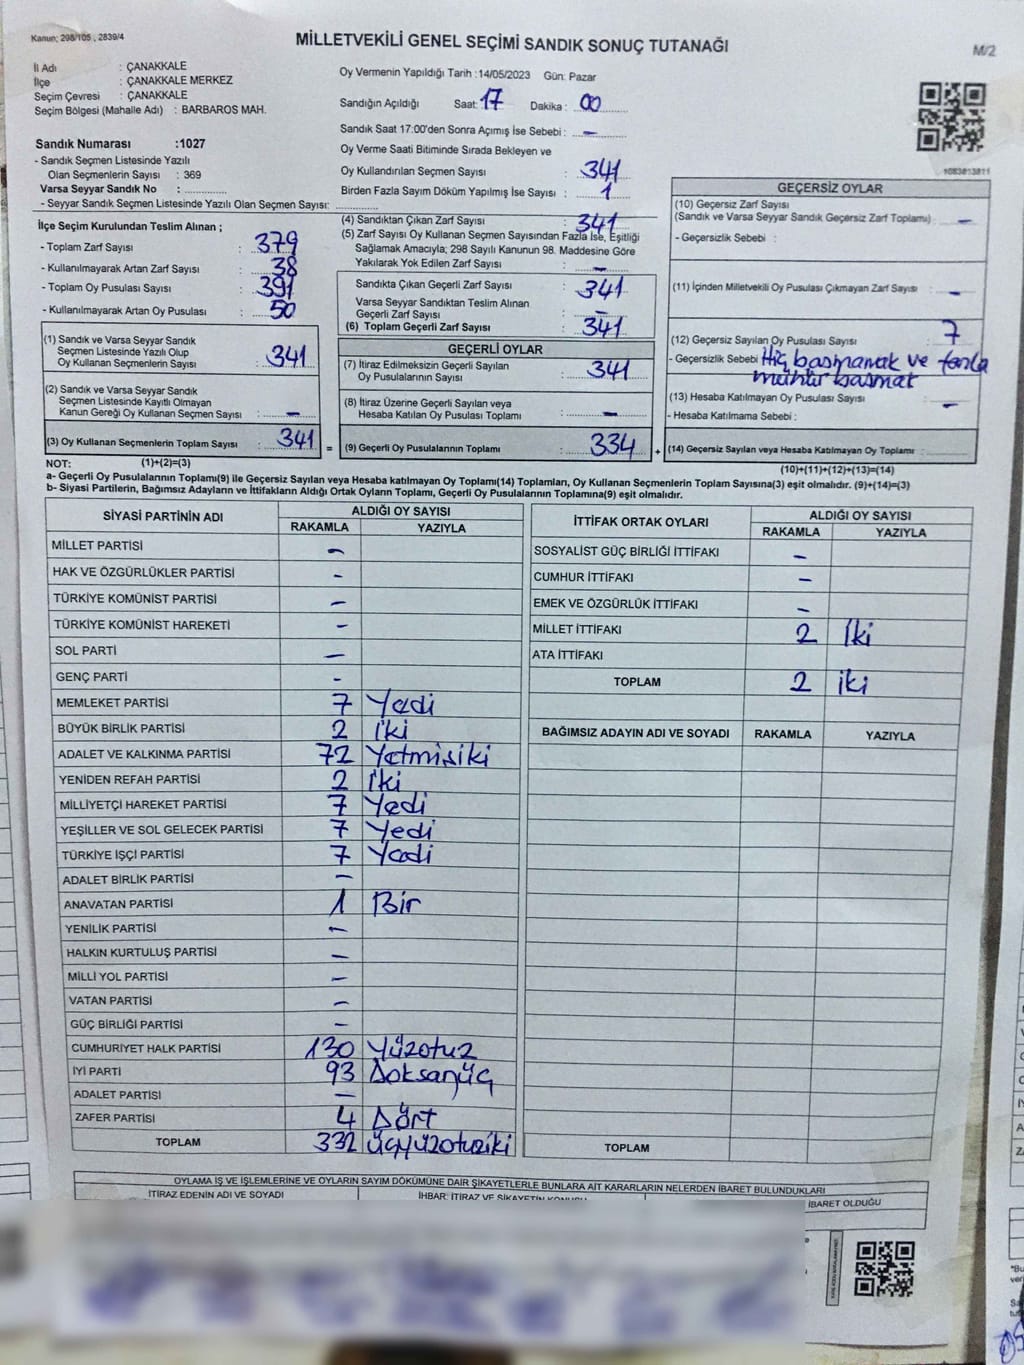 Kanun; 298/105 , 2839/4
MİLLETVEKİLİ GENEL SEÇİMİ SANDIK SONUÇ TUTANAĞI
M/2
İl Adı : ÇANAKKALE
İlçe : ÇANAKKALE MERKEZ
Seçim Çevresi : ÇANAKKALE
Seçim Bölgesi (Mahalle Adı) : BARBAROS MAH.
Sandık Numarası :1027
- Sandık Seçmen Listesinde Yazılı
Olan Seçmenlerin Sayısı : 369
Varsa Seyyar Sandık No : ............
- Seyyar Sandık Seçmen Listesinde Yazılı Olan Seçmen Sayısı: ............
Oy Vermenin Yapıldığı Tarih :14/05/2023 Gün: Pazar
Sandığın Açıldığı Saat: 17 Dakika : 00
Sandık Saat 17:00'den Sonra Açımış İse Sebebi : –
Oy Verme Saati Bitiminde Sırada Bekleyen ve
Oy Kullandırılan Seçmen Sayısı : 341
Birden Fazla Sayım Döküm Yapılmış İse Sayısı : 1
1083813811
İlçe Seçim Kurulundan Teslim Alınan ;
- Toplam Zarf Sayısı : 379
- Kullanılmayarak Artan Zarf Sayısı : 38
- Toplam Oy Pusulası Sayısı : 391
- Kullanılmayarak Artan Oy Pusulası : 50
(1) Sandık ve Varsa Seyyar Sandık
Seçmen Listesinde Yazılı Olup
Oy Kullanan Seçmenlerin Sayısı : 341
(2) Sandık ve Varsa Seyyar Sandık
Seçmen Listesinde Kayıtlı Olmayan
Kanun Gereği Oy Kullanan Seçmen Sayısı : –
(3) Oy Kullanan Seçmenlerin Toplam Sayısı : 341 =
(4) Sandıktan Çıkan Zarf Sayısı : 341
(5) Zarf Sayısı Oy Kullanan Seçmen Sayısından Fazla İse, Eşitliği
Sağlamak Amacıyla; 298 Sayılı Kanunun 98. Maddesine Göre
Yakılarak Yok Edilen Zarf Sayısı : –
Sandıkta Çıkan Geçerli Zarf Sayısı : 341
Varsa Seyyar Sandıktan Teslim Alınan
Geçerli Zarf Sayısı : –
(6) Toplam Geçerli Zarf Sayısı : 341
GEÇERLİ OYLAR
(7) İtiraz Edilmeksizin Geçerli Sayılan
Oy Pusulalarının Sayısı : 341
(8) İtiraz Üzerine Geçerli Sayılan veya
Hesaba Katılan Oy Pusulası Toplamı : –
(9) Geçerli Oy Pusulalarının Toplamı : 334 +
GEÇERSİZ OYLAR
(10) Geçersiz Zarf Sayısı
(Sandık ve Varsa Seyyar Sandık Geçersiz Zarf Toplamı) : –
- Geçersizlik Sebebi :
(11) İçinden Milletvekili Oy Pusulası Çıkmayan Zarf Sayısı : –
(12) Geçersiz Sayılan Oy Pusulası Sayısı : 7
- Geçersizlik Sebebi Hiç basmamak ve fazla
mühür basmat
(13) Hesaba Katılmayan Oy Pusulası Sayısı : –
- Hesaba Katılmama Sebebi :
(14) Geçersiz Sayılan veya Hesaba Katılmayan Oy Toplamı : ............
NOT: (1)+(2)=(3)
(10)+(11)+(12)+(13)=(14)
a- Geçerli Oy Pusulalarının Toplamı(9) ile Geçersiz Sayılan veya Hesaba katılmayan Oy Toplamı(14) Toplamları, Oy Kullanan Seçmenlerin Toplam Sayısına(3) eşit olmalıdır. (9)+(14)=(3)
b- Siyasi Partilerin, Bağımsız Adayların ve İttifakların Aldığı Ortak Oyların Toplamı, Geçerli Oy Pusulalarının Toplamına(9) eşit olmalıdır.
SİYASİ PARTİNİN ADI ALDIĞI OY SAYISI
RAKAMLA YAZIYLA
MİLLET PARTİSİ –
HAK VE ÖZGÜRLÜKLER PARTİSİ –
TÜRKİYE KOMÜNİST PARTİSİ –
TÜRKİYE KOMÜNİST HAREKETİ –
SOL PARTİ –
GENÇ PARTİ –
MEMLEKET PARTİSİ 7 Yedi
BÜYÜK BİRLİK PARTİSİ 2 İki
ADALET VE KALKINMA PARTİSİ 72 Yetmişiki
YENİDEN REFAH PARTİSİ 2 İki
MİLLİYETÇİ HAREKET PARTİSİ 7 Yedi
YEŞİLLER VE SOL GELECEK PARTİSİ 7 Yedi
TÜRKİYE İŞÇİ PARTİSİ 7 Yedi
ADALET BİRLİK PARTİSİ –
ANAVATAN PARTİSİ 1 Bir
YENİLİK PARTİSİ –
HALKIN KURTULUŞ PARTİSİ –
MİLLİ YOL PARTİSİ –
VATAN PARTİSİ –
GÜÇ BİRLİĞİ PARTİSİ –
CUMHURİYET HALK PARTİSİ 130 Yüzotuz
İYİ PARTİ 93 Doksanüç
ADALET PARTİSİ –
ZAFER PARTİSİ 4 Dört
TOPLAM 332 Üçyüzotuziki
İTTİFAK ORTAK OYLARI ALDIĞI OY SAYISI
RAKAMLA YAZIYLA
SOSYALİST GÜÇ BİRLİĞİ İTTİFAKI –
CUMHUR İTTİFAKI –
EMEK VE ÖZGÜRLÜK İTTİFAKI –
MİLLET İTTİFAKI 2 İki
ATA İTTİFAKI
TOPLAM 2 iki
BAĞIMSIZ ADAYIN ADI VE SOYADI RAKAMLA YAZIYLA
TOPLAM
OYLAMA İŞ VE İŞLEMLERİNE VE OYLARIN SAYIM DÖKÜMÜNE DAİR ŞİKAYETLERLE BUNLARA AİT KARARLARIN NELERDEN İBARET BULUNDUKLARI
İTİRAZ EDENİN ADI VE SOYADI İHBAR, İTİRAZ VE ŞİKAYETİN KONUSU İBARET OLDUĞU